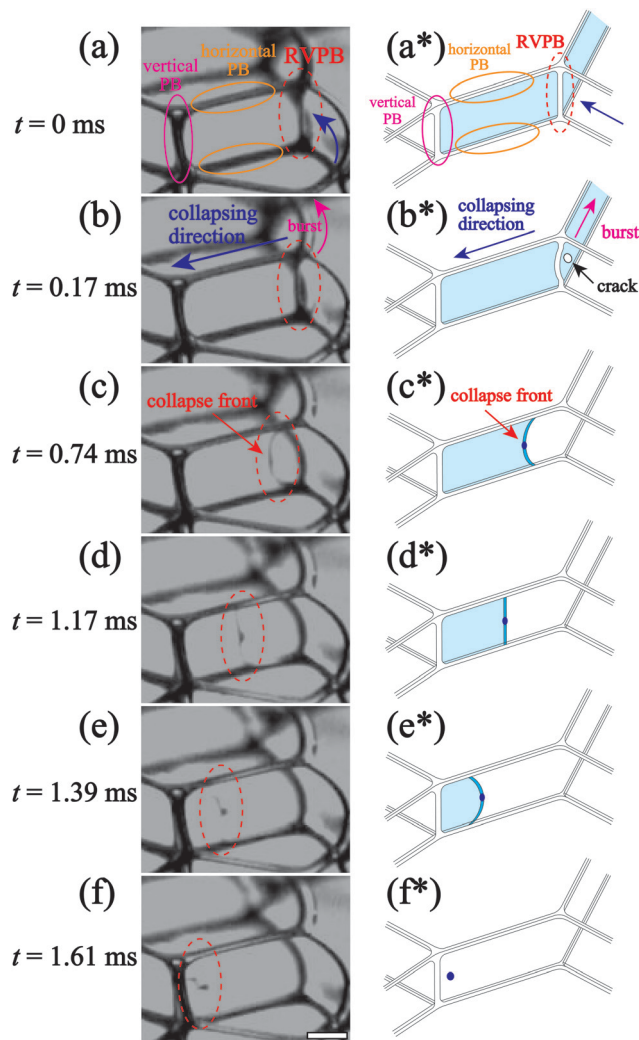 (a)
horizontal
PB
RVPB
vertical
PB
t = 0 ms
(a*)
horizontal
PB
RVPB
vertical
PB
(b)
collapsing
direction
burst
t = 0.17 ms
(b*)
collapsing
direction
burst
crack
(c)
collapse front
t = 0.74 ms
(c*)
collapse front
(d)
t = 1.17 ms
(d*)
(e)
t = 1.39 ms
(e*)
(f)
t = 1.61 ms
(f*)